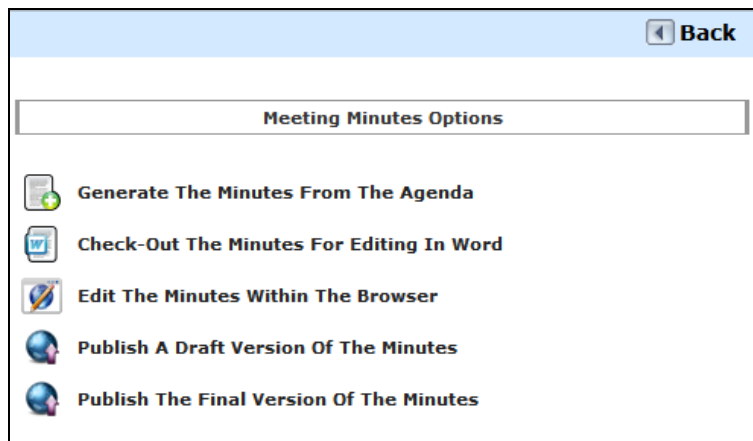 Back
Meeting Minutes Options
Generate The Minutes From The Agenda
Check-Out The Minutes For Editing In Word
Edit The Minutes Within The Browser
Publish A Draft Version Of The Minutes
Publish The Final Version Of The Minutes